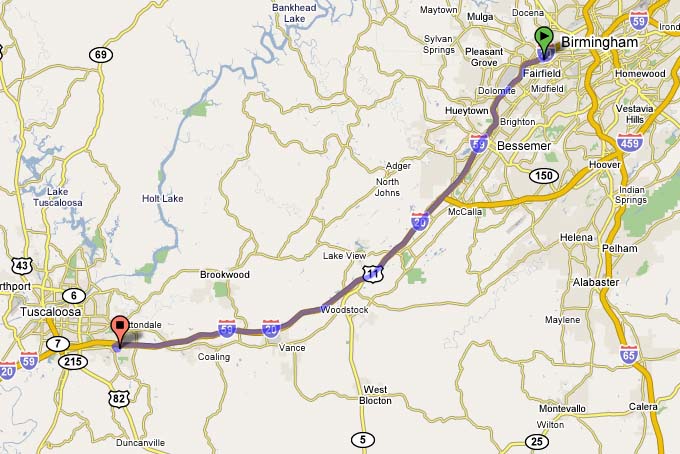 Bankhead
Lake
Maytown
Docena
Mulga
59
Irond
Sylvan
Springs
Pleasant
Grove
Birmingham
69
Fairfield
Homewood
Dolomite
Midfield
Hueytown
Brighton
Vestavia
Hills
59
Bessemer
459
Adger
Hoover
North
Johns
150
Indian
Springs
Lake
Tuscaloosa
Holt Lake
McCalla
20
Helena
Pelham
43
Lake View
11
Brookwood
Alabaster
rthport
6
Tuscaloosa
Woodstock
Maylene
ttondale
59
20
7
Vance
Coaling
215
65
20
59
82
West
Blocton
Montevallo
Calera
Wilton
Duncanville
5
25